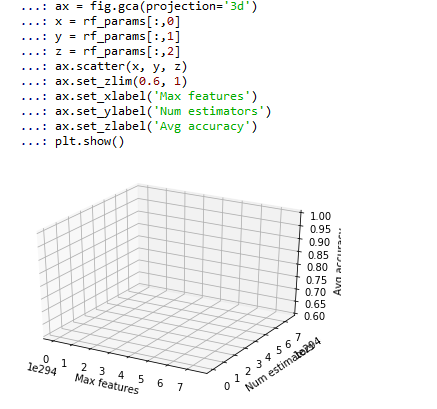 ...: ax = fig.gca(projection='3d')
...: x = rf_params[:,0]
...: y = rf_params[:,1]
...: z = rf_params[:,2]
...: ax.scatter(x, y, z)
...: ax.set_zlim(0.6, 1)
...: ax.set_xlabel('Max features')
...: ax.set_ylabel('Num estimators')
...: ax.set_zlabel('Avg accuracy')
...: plt.show()
1.00
0.95
0.90
0.85
0.80
0.75
0.70
0.65
0.60
Avg accuracy
0 1 2 3 4 5 6 7
1e294
Max features
0 1 2 3 4 5 6 7
1e294
Num estimators